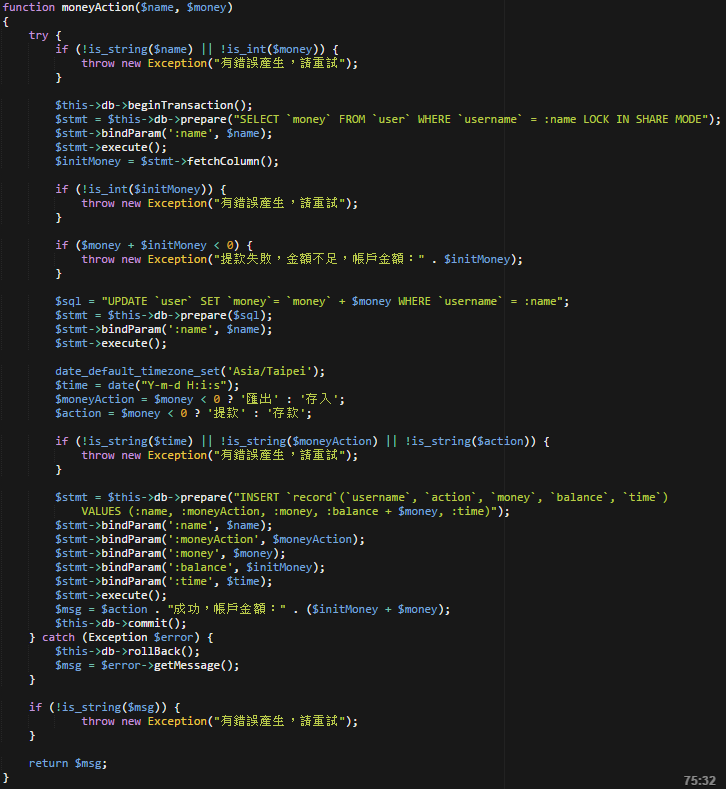 function moneyAction($name, $money)
{
    try {
        if (!is_string($name) || !is_int($money)) {
            throw new Exception("有錯誤產生，請重試");
        }

        $this->db->beginTransaction();
        $stmt = $this->db->prepare("SELECT `money` FROM `user` WHERE `username` = :name LOCK IN SHARE MODE");
        $stmt->bindParam(':name', $name);
        $stmt->execute();
        $initMoney = $stmt->fetchColumn();

        if (!is_int($initMoney)) {
            throw new Exception("有錯誤產生，請重試");
        }

        if ($money + $initMoney < 0) {
            throw new Exception("提款失敗，金額不足，帳戶金額：" . $initMoney);
        }

        $sql = "UPDATE `user` SET `money`= `money` + $money WHERE `username` = :name";
        $stmt = $this->db->prepare($sql);
        $stmt->bindParam(':name', $name);
        $stmt->execute();

        date_default_timezone_set('Asia/Taipei');
        $time = date("Y-m-d H:i:s");
        $moneyAction = $money < 0 ? '匯出' : '存入';
        $action = $money < 0 ? '提款' : '存款';

        if (!is_string($time) || !is_string($moneyAction) || !is_string($action)) {
            throw new Exception("有錯誤產生，請重試");
        }

        $stmt = $this->db->prepare("INSERT `record`(`username`, `action`, `money`, `balance`, `time`)
            VALUES (:name, :moneyAction, :money, :balance + $money, :time)");
        $stmt->bindParam(':name', $name);
        $stmt->bindParam(':moneyAction', $moneyAction);
        $stmt->bindParam(':money', $money);
        $stmt->bindParam(':balance', $initMoney);
        $stmt->bindParam(':time', $time);
        $stmt->execute();
        $msg = $action . "成功，帳戶金額：" . ($initMoney + $money);
        $this->db->commit();
    } catch (Exception $error) {
        $this->db->rollBack();
        $msg = $error->getMessage();
    }

    if (!is_string($msg)) {
            throw new Exception("有錯誤產生，請重試");
    }

    return $msg;
}
75:32